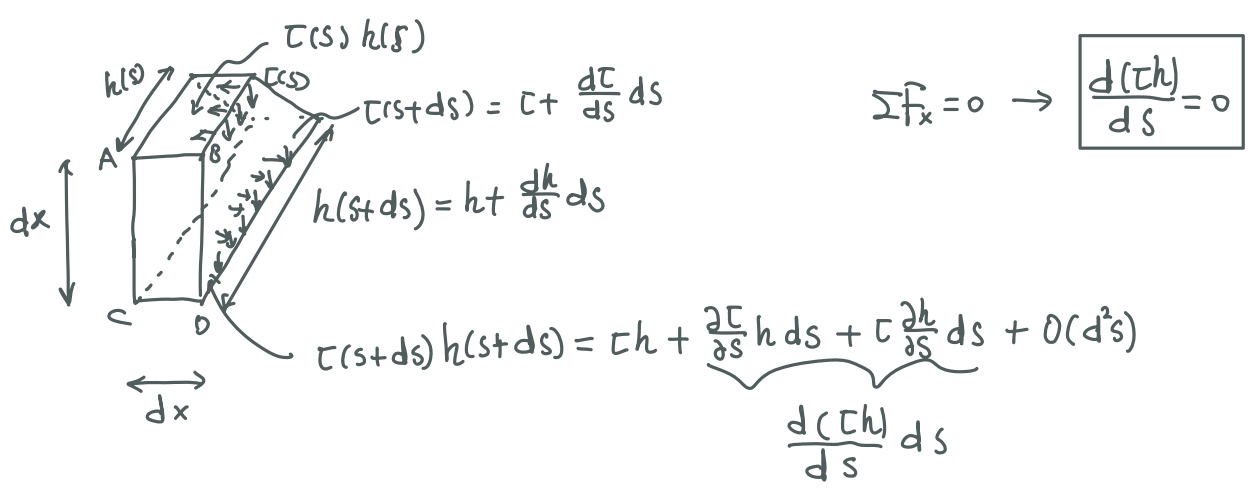 τ(s) h(s)
h(s)
τ(s)
τ(s+ds) = τ + dτ/ds ds
ΣFx = 0 → d(τh)/ds = 0
A
B
dx
h(s+ds) = h + dh/ds ds
C
D
τ(s+ds) h(s+ds) = τh + ∂τ/∂s h ds + τ ∂h/∂s ds + O(d²s)
dx
d(τh)/ds ds